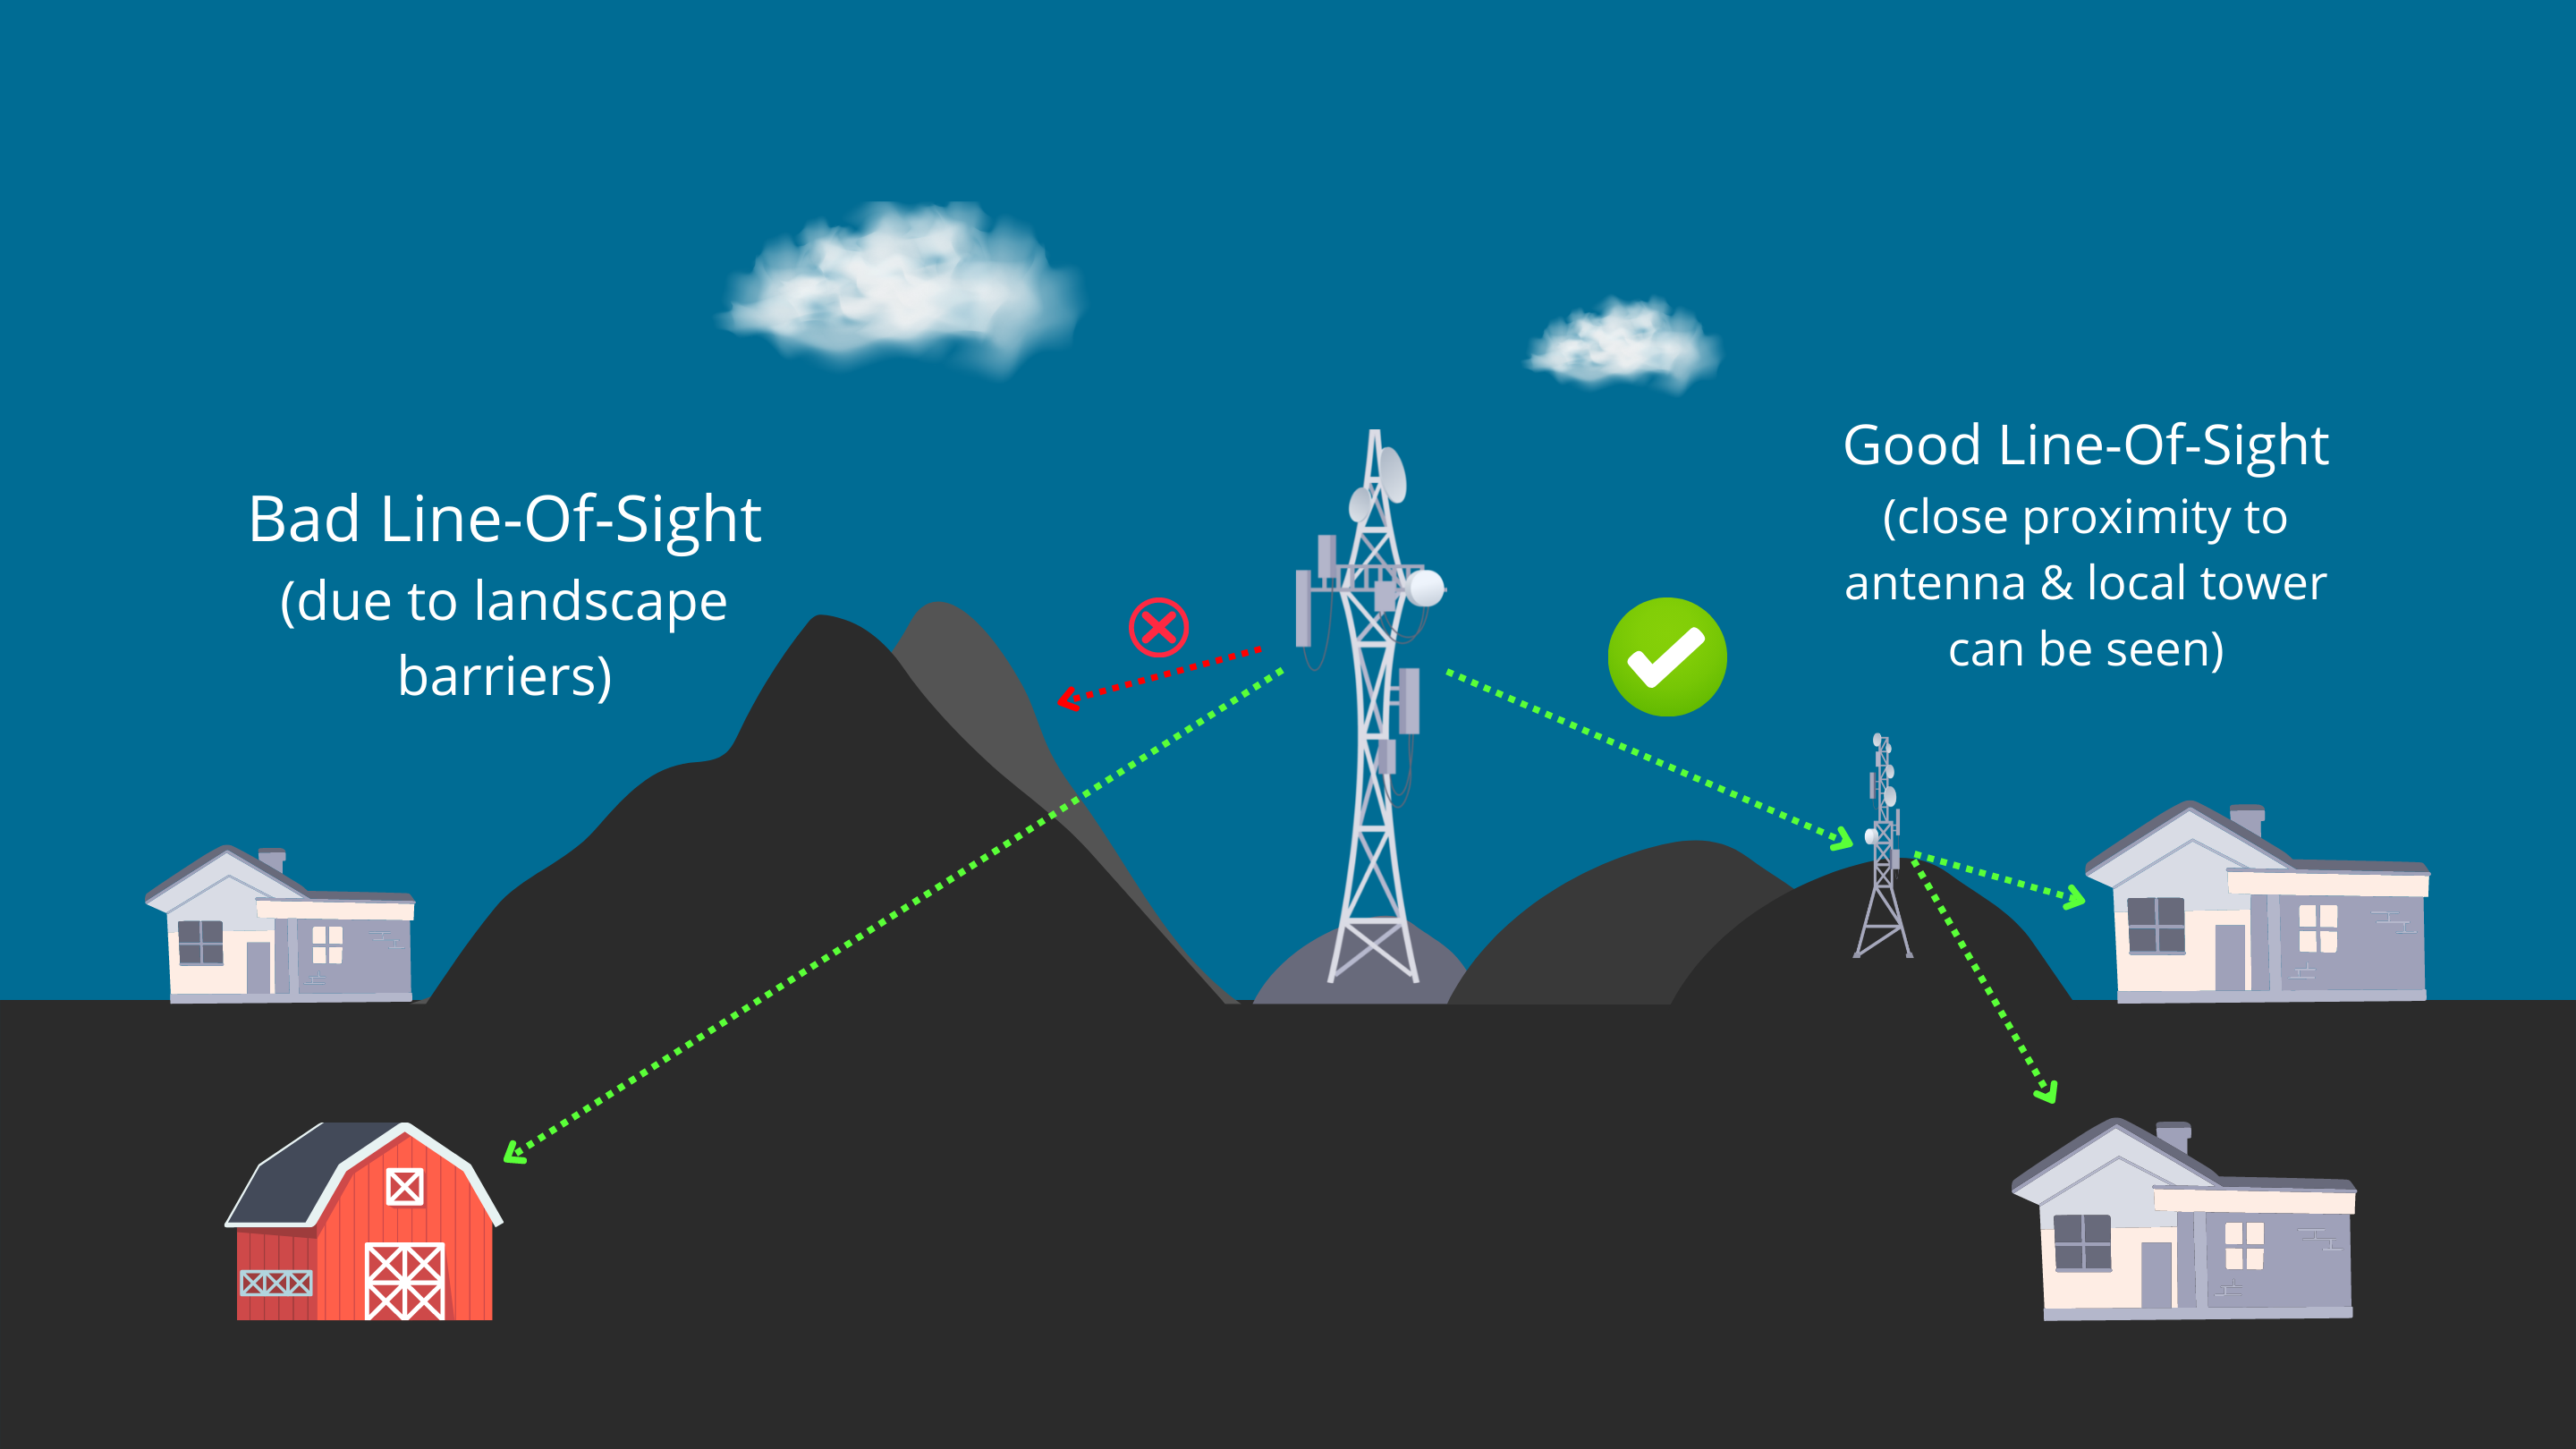 Bad Line-Of-Sight
(due to landscape
barriers)
Good Line-Of-Sight
(close proximity to
antenna & local tower
can be seen)